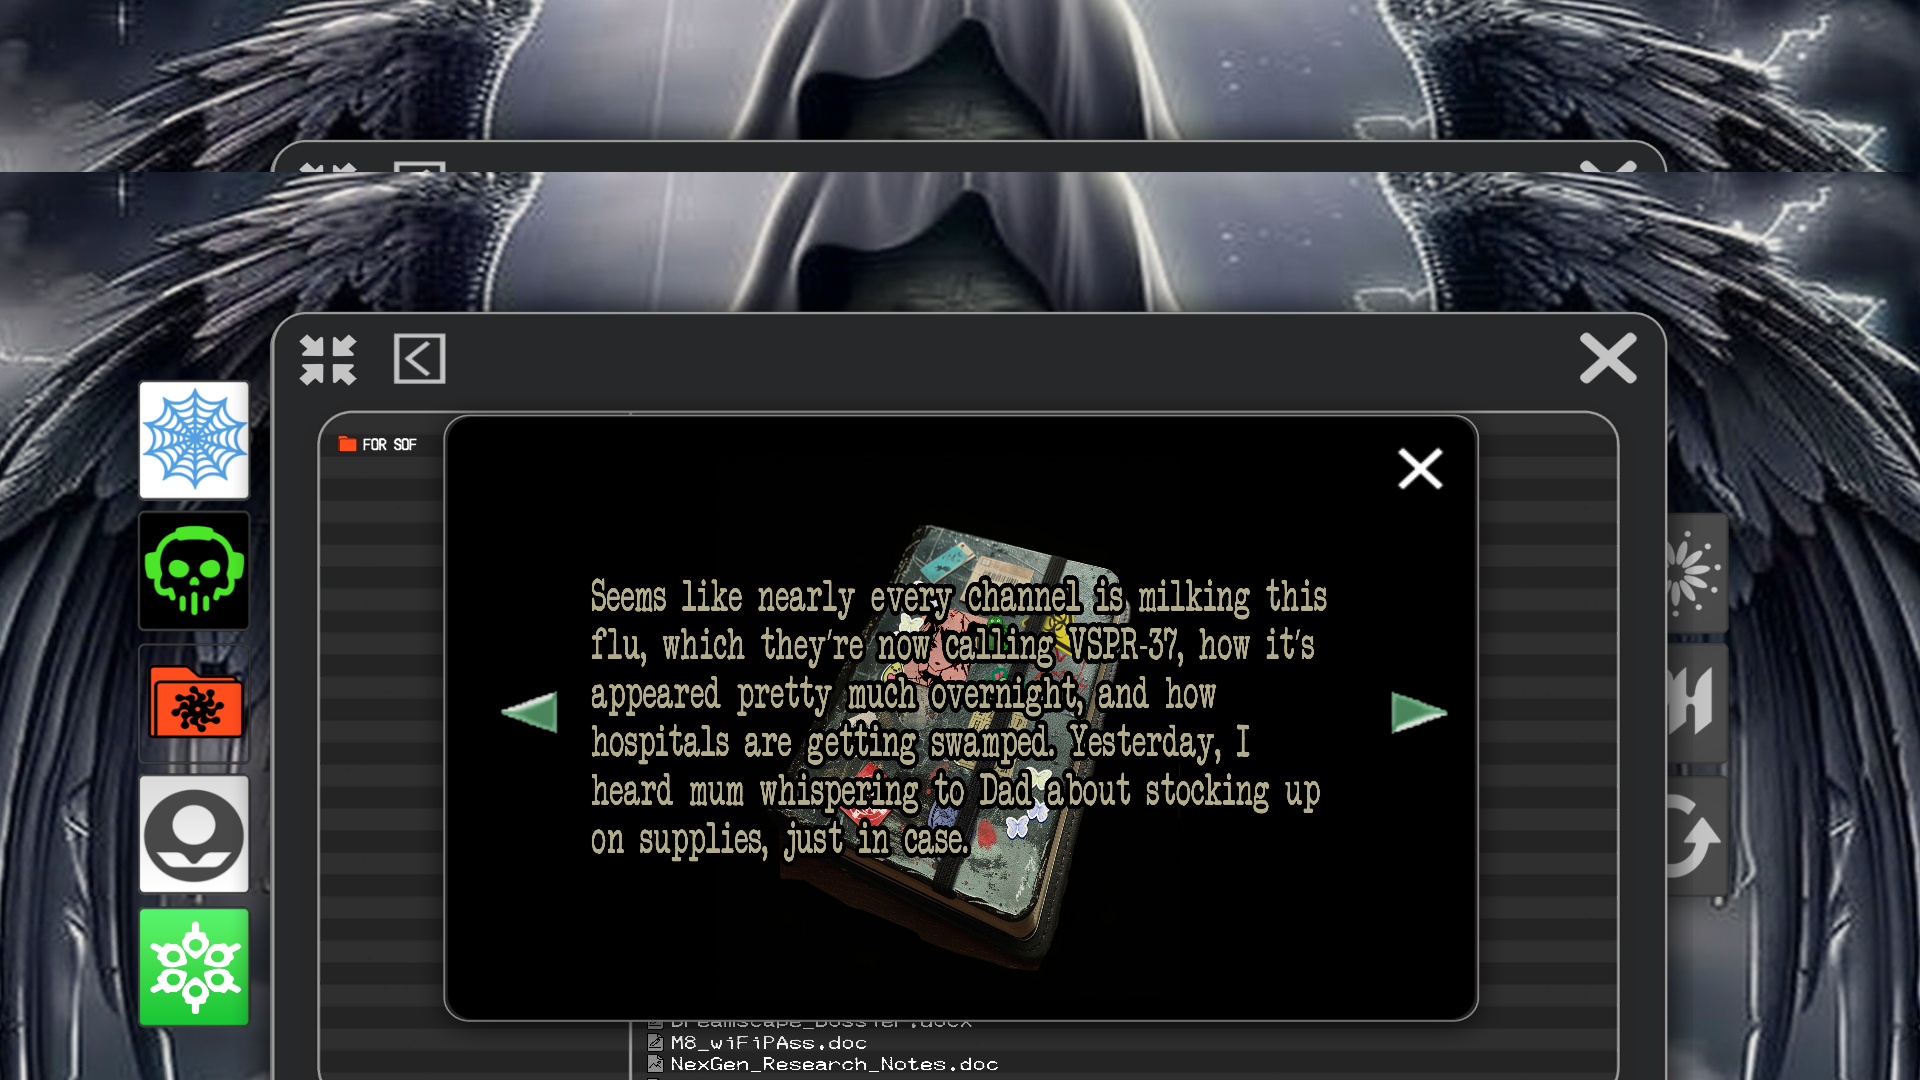 FOR SOF
Seems like nearly every channel is milking this
flu, which they're now calling VSPR-37, how it's
appeared pretty much overnight, and how
hospitals are getting swamped. Yesterday, I
heard mum whispering to Dad about stocking up
on supplies, just in case.
Dreamscape_Dossier.docx
M8_wiFiPAss.doc
NexGen_Research_Notes.doc